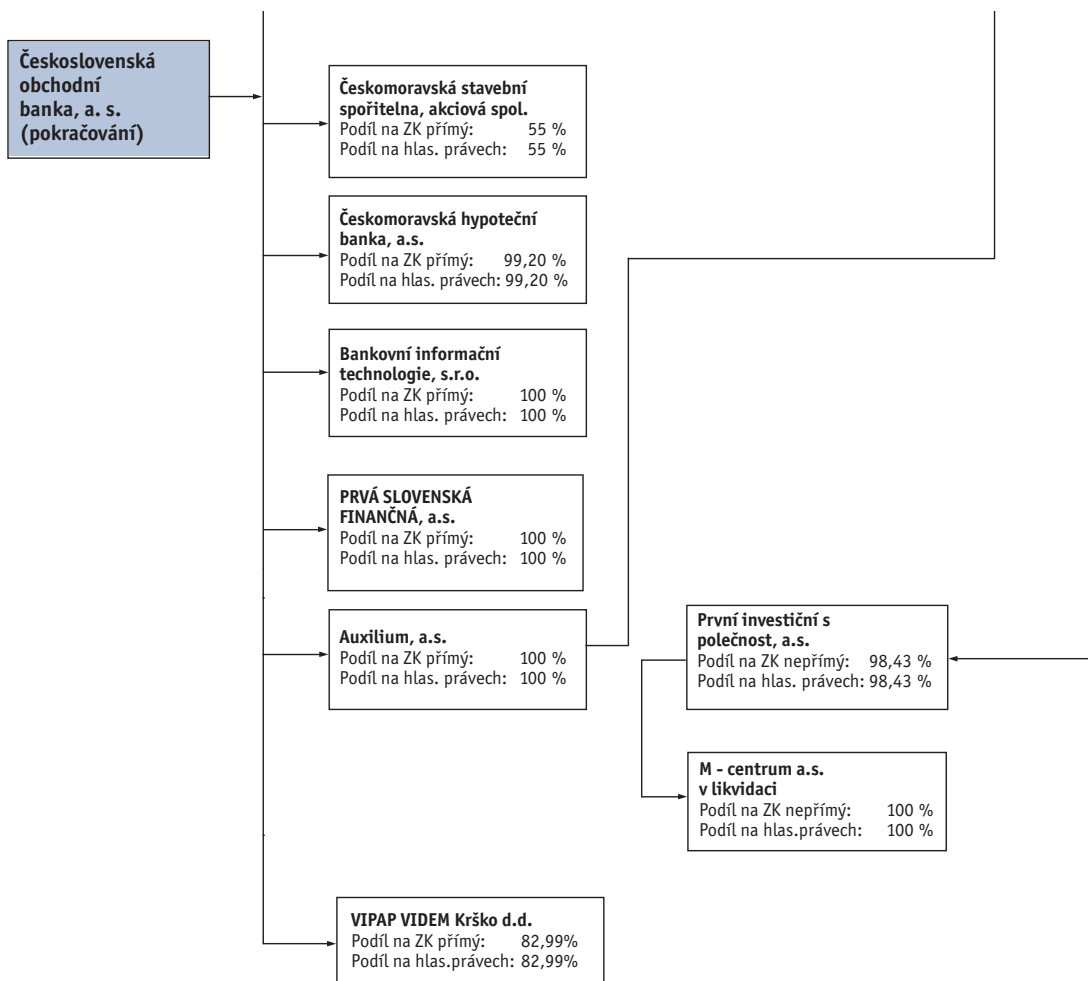 Československá
obchodní
banka, a. s.
(pokračování)
Českomoravská stavební
spořitelna, akciová spol.
Podíl na ZK přímý: 55 %
Podíl na hlas. právech: 55 %
Českomoravská hypoteční
banka, a.s.
Podíl na ZK přímý: 99,20 %
Podíl na hlas. právech: 99,20 %
Bankovní informační
technologie, s.r.o.
Podíl na ZK přímý: 100 %
Podíl na hlas. právech: 100 %
PRVÁ SLOVENSKÁ
FINANČNÁ, a.s.
Podíl na ZK přímý: 100 %
Podíl na hlas. právech: 100 %
Auxilium, a.s.
Podíl na ZK přímý: 100 %
Podíl na hlas. právech: 100 %
První investiční s
polečnost, a.s.
Podíl na ZK nepřímý: 98,43 %
Podíl na hlas. právech: 98,43 %
M - centrum a.s.
v likvidaci
Podíl na ZK nepřímý: 100 %
Podíl na hlas.právech: 100 %
VIPAP VIDEM Krško d.d.
Podíl na ZK přímý: 82,99%
Podíl na hlas.právech: 82,99%